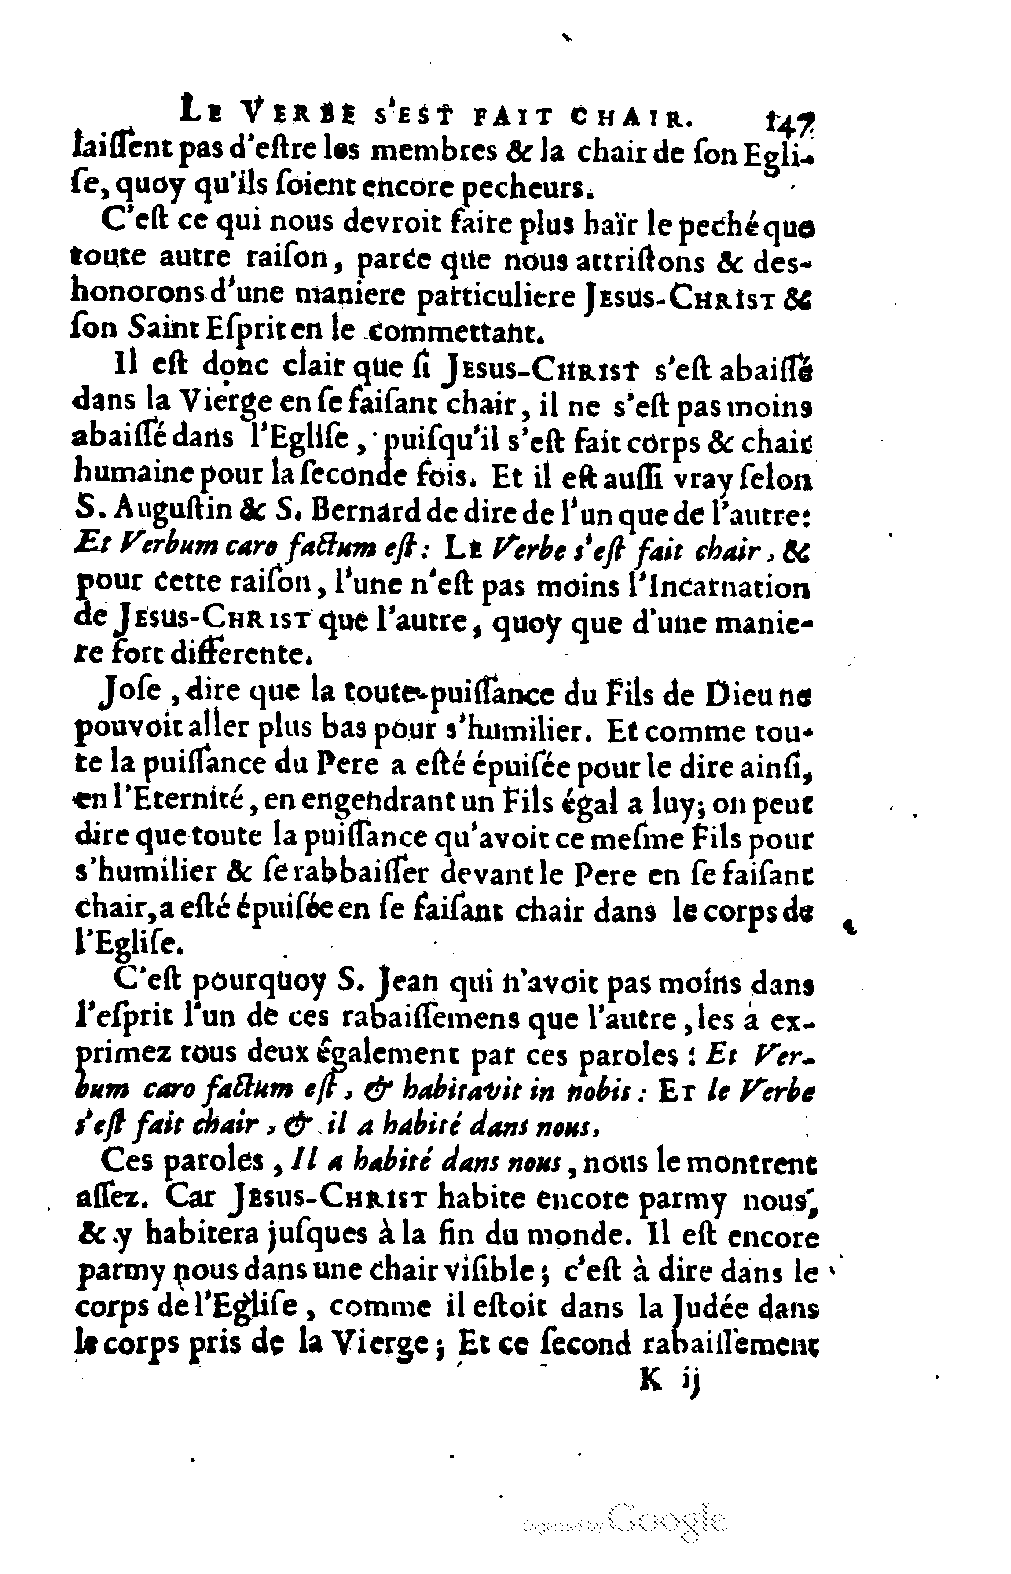 LE VERBE S'EST FAIT CHAIR. 147
laiſſent pas d'eſtre les membres & la chair de ſon Egli-
ſe, quoy qu'ils ſoient encore pecheurs.
C'eſt ce qui nous devroit faire plus haïr le peché que
toute autre raiſon, parce que nous attriſtons & des-
honorons d'une maniere particuliere JESUS-CHRIST &
ſon Saint Eſprit en le commettant.
Il eſt donc clair que ſi JESUS-CHRIST s'eſt abaiſſé
dans la Vierge en ſe faiſant chair, il ne s'eſt pas moins
abaiſſé dans l'Egliſe, puiſqu'il s'eſt fait corps & chair
humaine pour la ſeconde fois. Et il eſt auſſi vray ſelon
S. Auguſtin & S. Bernard de dire de l'un que de l'autre:
Et Verbum caro factum eſt: LE Verbe s'eſt fait chair, &
pour cette raiſon, l'une n'eſt pas moins l'Incarnation
de JESUS-CHRIST que l'autre, quoy que d'une manie-
re fort differente.
J'oſe, dire que la toute-puiſſance du Fils de Dieu ne
pouvoit aller plus bas pour s'humilier. Et comme tou-
te la puiſſance du Pere a eſté épuiſée pour le dire ainſi,
en l'Eternité, en engendrant un Fils égal a luy; on peut
dire que toute la puiſſance qu'avoit ce meſme Fils pour
s'humilier & ſe rabbaiſſer devant le Pere en ſe faiſant
chair, a eſté épuiſée en ſe faiſant chair dans le corps de
l'Egliſe.
C'eſt pourquoy S. Jean qui n'avoit pas moins dans
l'eſprit l'un de ces rabaiſſemens que l'autre, les a ex-
primez tous deux également par ces paroles: Et Ver-
bum caro factum eſt, & habitavit in nobis: ET le Verbe
s'eſt fait chair, & il a habité dans nous.
Ces paroles, Il a habité dans nous, nous le montrent
aſſez. Car JESUS-CHRIST habite encore parmy nous,
& y habitera juſques à la fin du monde. Il eſt encore
parmy nous dans une chair viſible; c'eſt à dire dans le
corps de l'Egliſe, comme il eſtoit dans la Judée dans
le corps pris de la Vierge; Et ce ſecond rabaiſſement
K ij
Digitized by Google